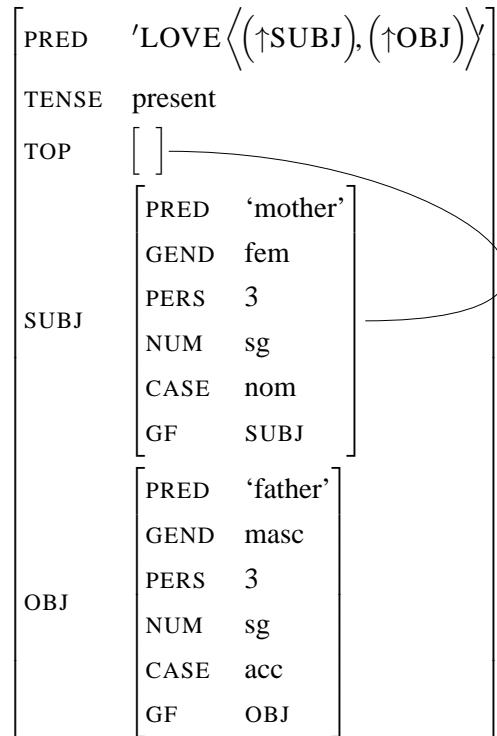 PRED 'LOVE⟨(↑SUBJ),(↑OBJ)⟩'
TENSE present
TOP [ ]
SUBJ
PRED ‘mother’
GEND fem
PERS 3
NUM sg
CASE nom
GF SUBJ
OBJ
PRED ‘father’
GEND masc
PERS 3
NUM sg
CASE acc
GF OBJ